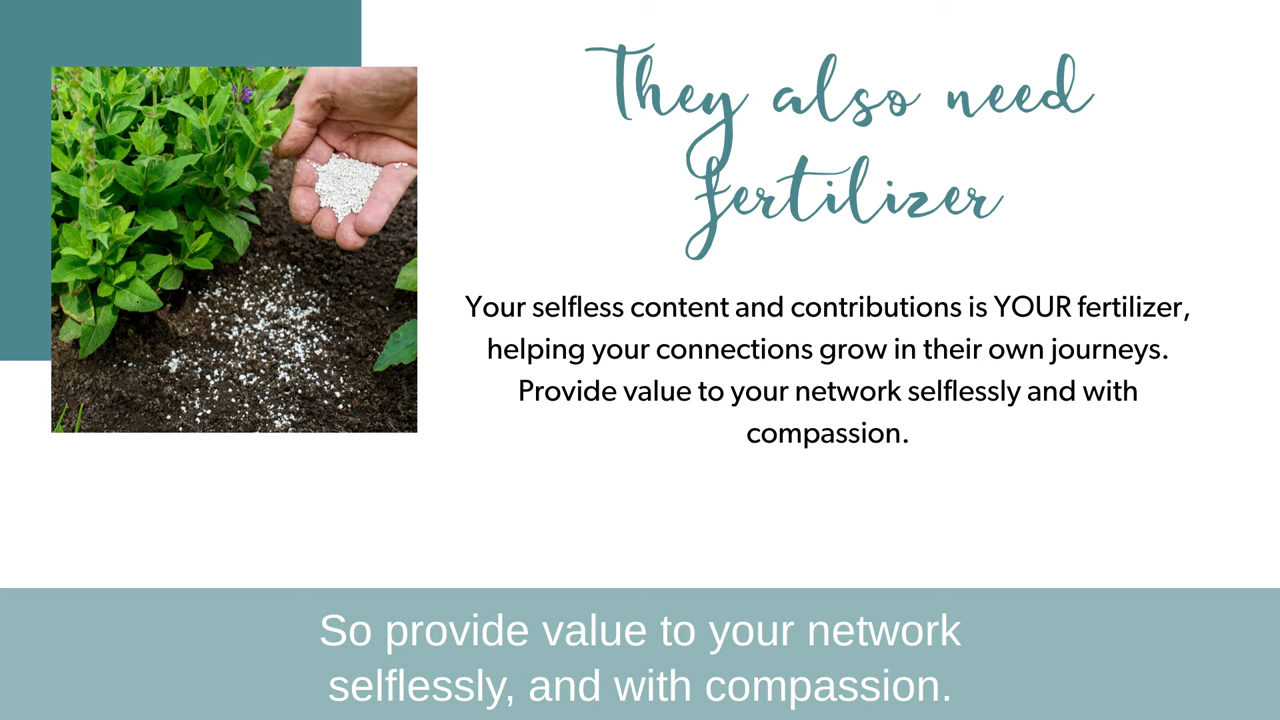 They also need
fertilizer
Your selfless content and contributions is YOUR fertilizer,
helping your connections grow in their own journeys.
Provide value to your network selflessly and with
compassion.
So provide value to your network
selflessly, and with compassion.